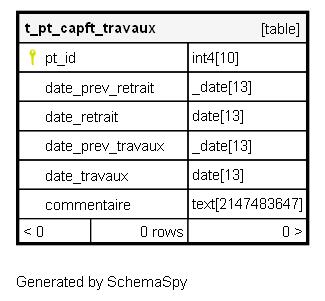 t_pt_capft_travaux [table]
pt_id int4[10]
date_prev_retrait _date[13]
date_retrait date[13]
date_prev_travaux _date[13]
date_travaux date[13]
commentaire text[2147483647]
< 0 0 rows 0 >
Generated by SchemaSpy